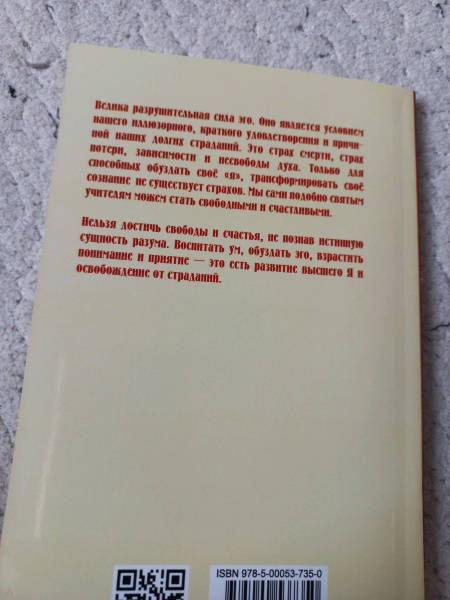 Велика разрушительная сила эго. Оно является условием
нашего иллюзорного, краткого удовлетворения и причи-
ной наших долгих страданий. Это страх смерти, страх
потери, зависимости и несвободы духа. Только для
способных обуздать своё «я», трансформировать своё
сознание не существует страхов. Мы сами подобно святым
учителям можем стать свободными и счастливыми.
Нельзя достичь свободы и счастья, не познав истинную
сущность разума. Воспитать ум, обуздать эго, взрастить
понимание и приятие — это есть развитие высшего Я и
освобождение от страданий.
ISBN 978-5-00053-735-0